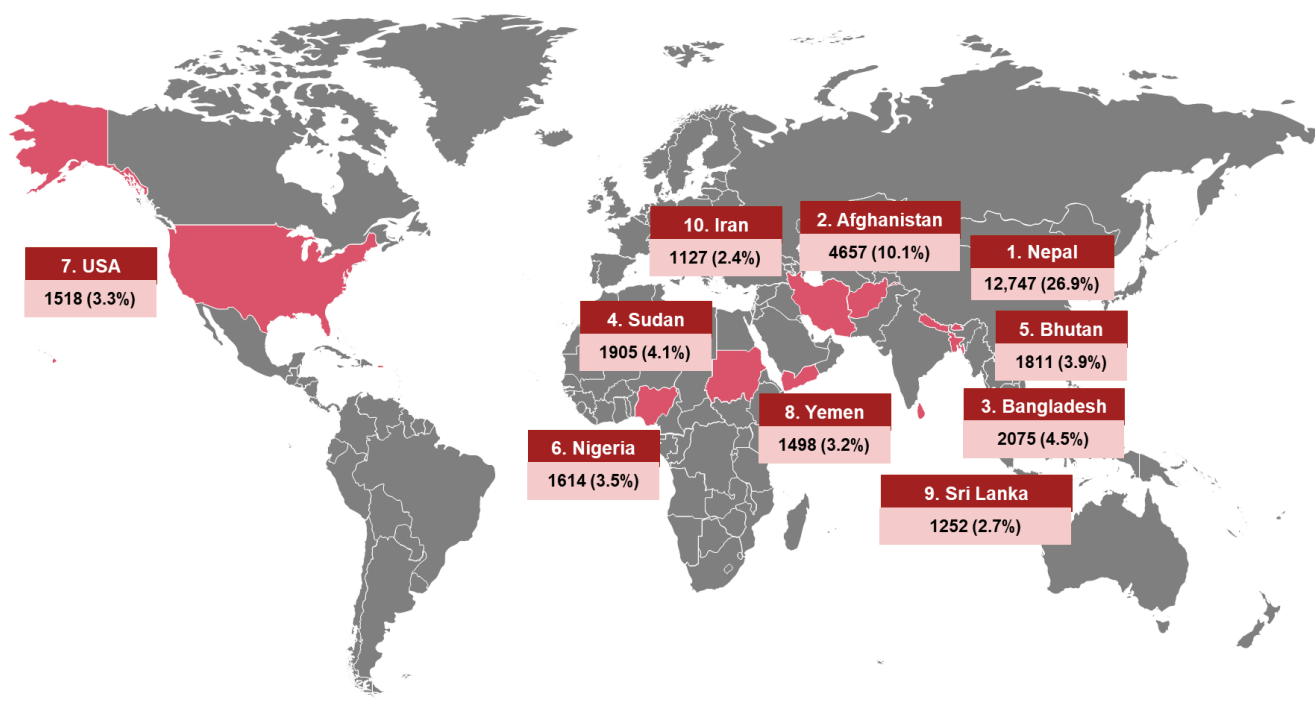 10. Iran
1127 (2.4%)
2. Afghanistan
4657 (10.1%)
1. Nepal
12,747 (26.9%)
7. USA
1518 (3.3%)
4. Sudan
1905 (4.1%)
5. Bhutan
1811 (3.9%)
8. Yemen
1498 (3.2%)
3. Bangladesh
2075 (4.5%)
6. Nigeria
1614 (3.5%)
9. Sri Lanka
1252 (2.7%)